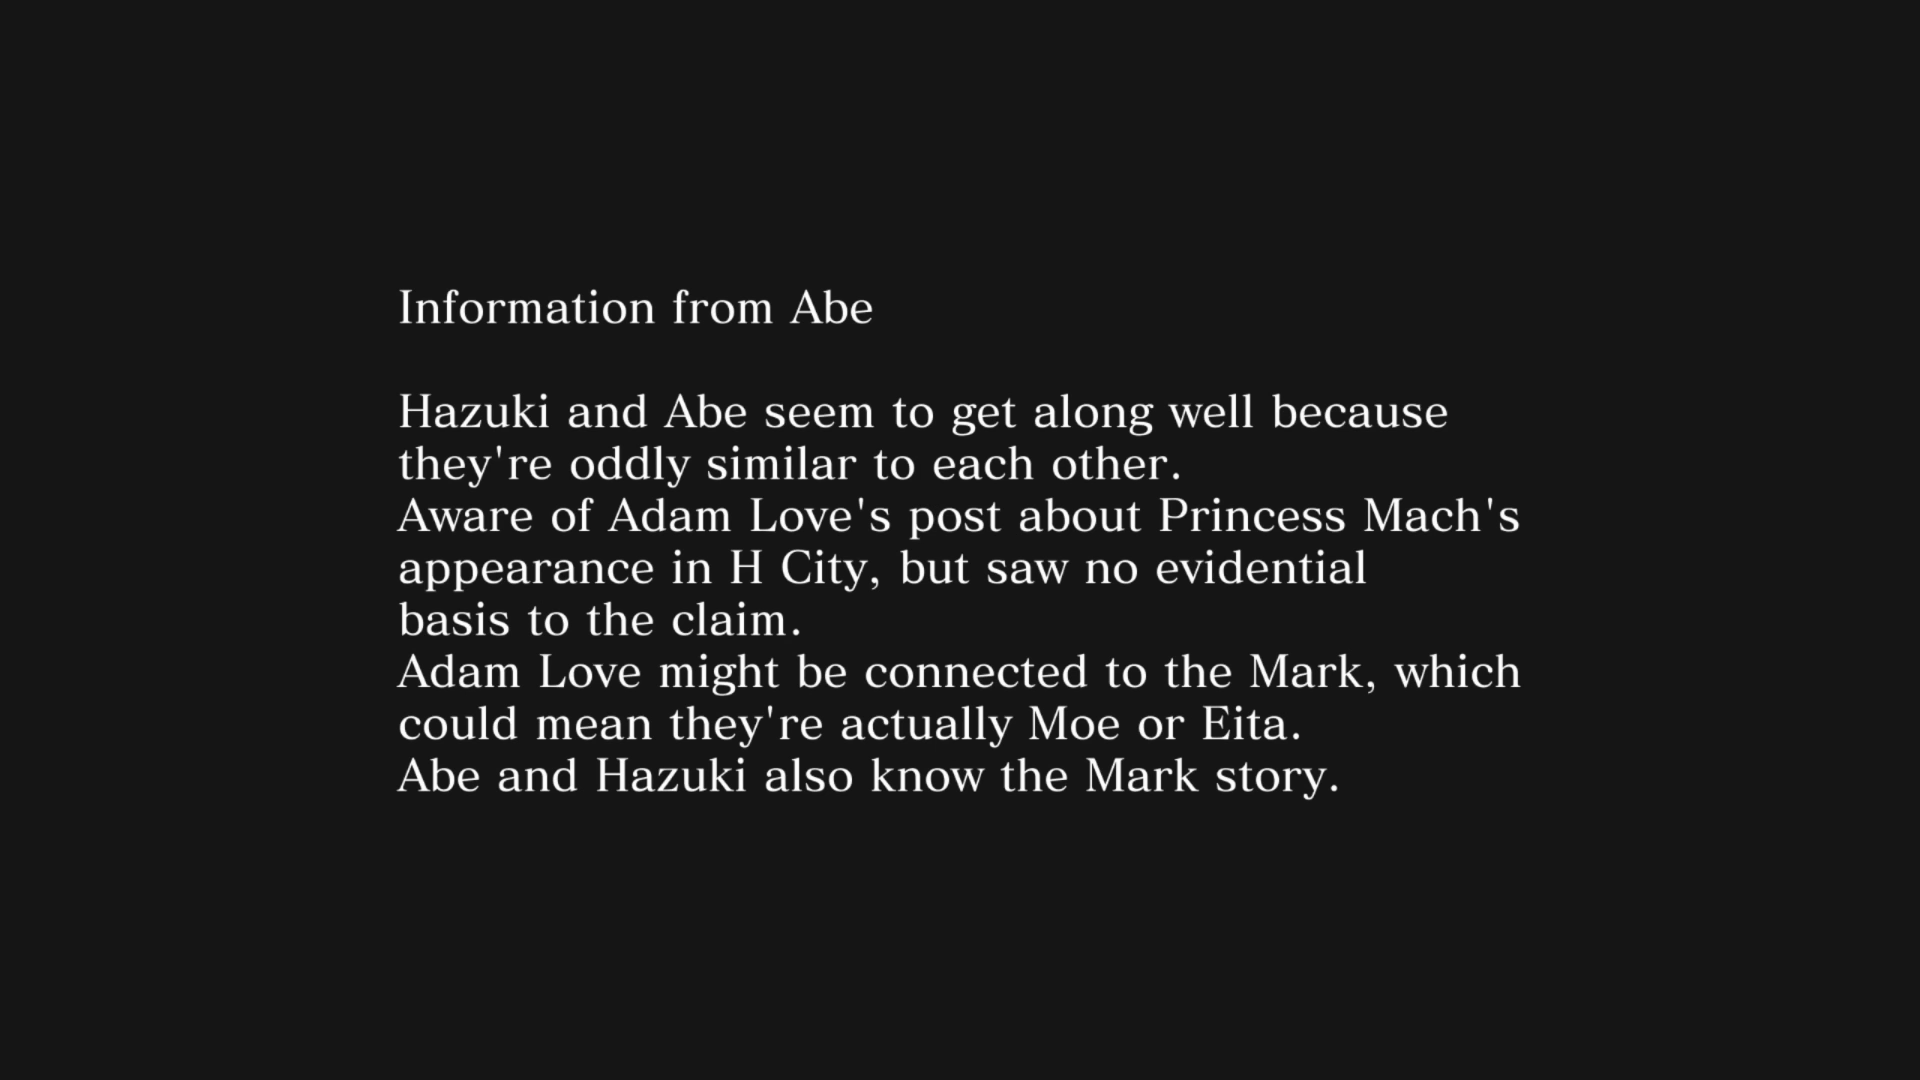 Information from Abe
Hazuki and Abe seem to get along well because
they're oddly similar to each other.
Aware of Adam Love's post about Princess Mach's
appearance in H City, but saw no evidential
basis to the claim.
Adam Love might be connected to the Mark, which
could mean they're actually Moe or Eita.
Abe and Hazuki also know the Mark story.